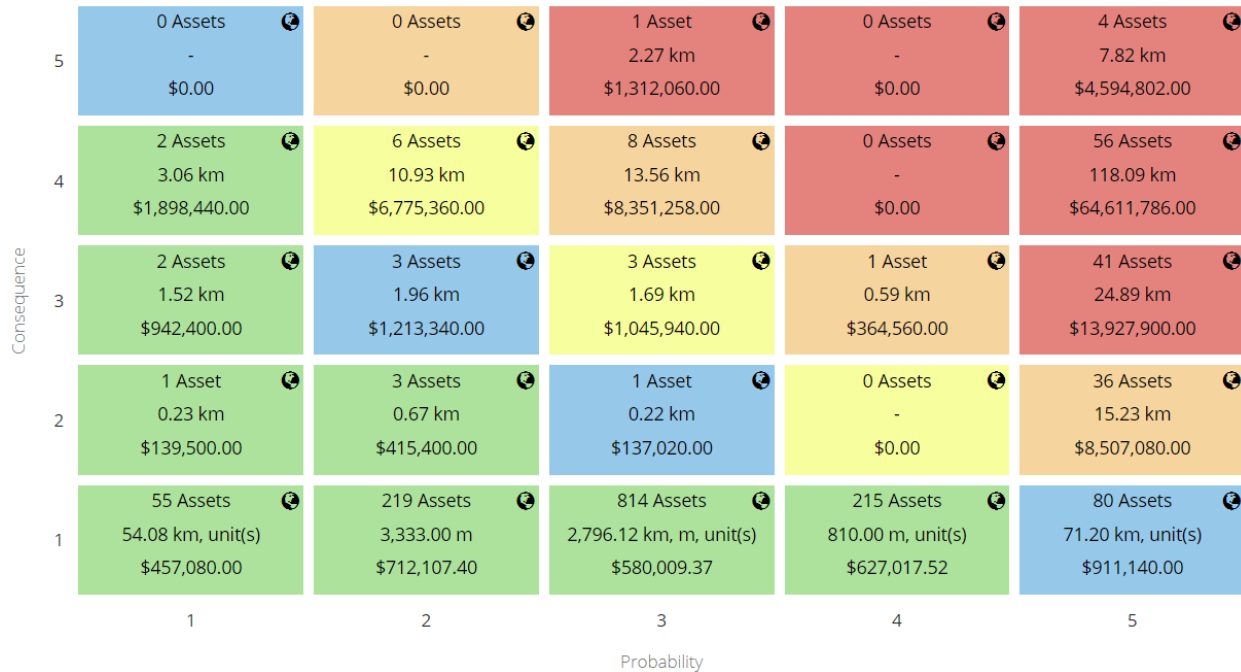 0 Assets
-
$0.00
0 Assets
-
$0.00
1 Asset
2.27 km
$1,312,060.00
0 Assets
-
$0.00
4 Assets
7.82 km
$4,594,802.00
5
2 Assets
3.06 km
$1,898,440.00
6 Assets
10.93 km
$6,775,360.00
8 Assets
13.56 km
$8,351,258.00
0 Assets
-
$0.00
56 Assets
118.09 km
$64,611,786.00
4
2 Assets
1.52 km
$942,400.00
3 Assets
1.96 km
$1,213,340.00
3 Assets
1.69 km
$1,045,940.00
1 Asset
0.59 km
$364,560.00
41 Assets
24.89 km
$13,927,900.00
3
Consequence
1 Asset
0.23 km
$139,500.00
3 Assets
0.67 km
$415,400.00
1 Asset
0.22 km
$137,020.00
0 Assets
-
$0.00
36 Assets
15.23 km
$8,507,080.00
2
55 Assets
54.08 km, unit(s)
$457,080.00
219 Assets
3,333.00 m
$712,107.40
814 Assets
2,796.12 km, m, unit(s)
$580,009.37
215 Assets
810.00 m, unit(s)
$627,017.52
80 Assets
71.20 km, unit(s)
$911,140.00
1
1
2
3
4
5
Probability